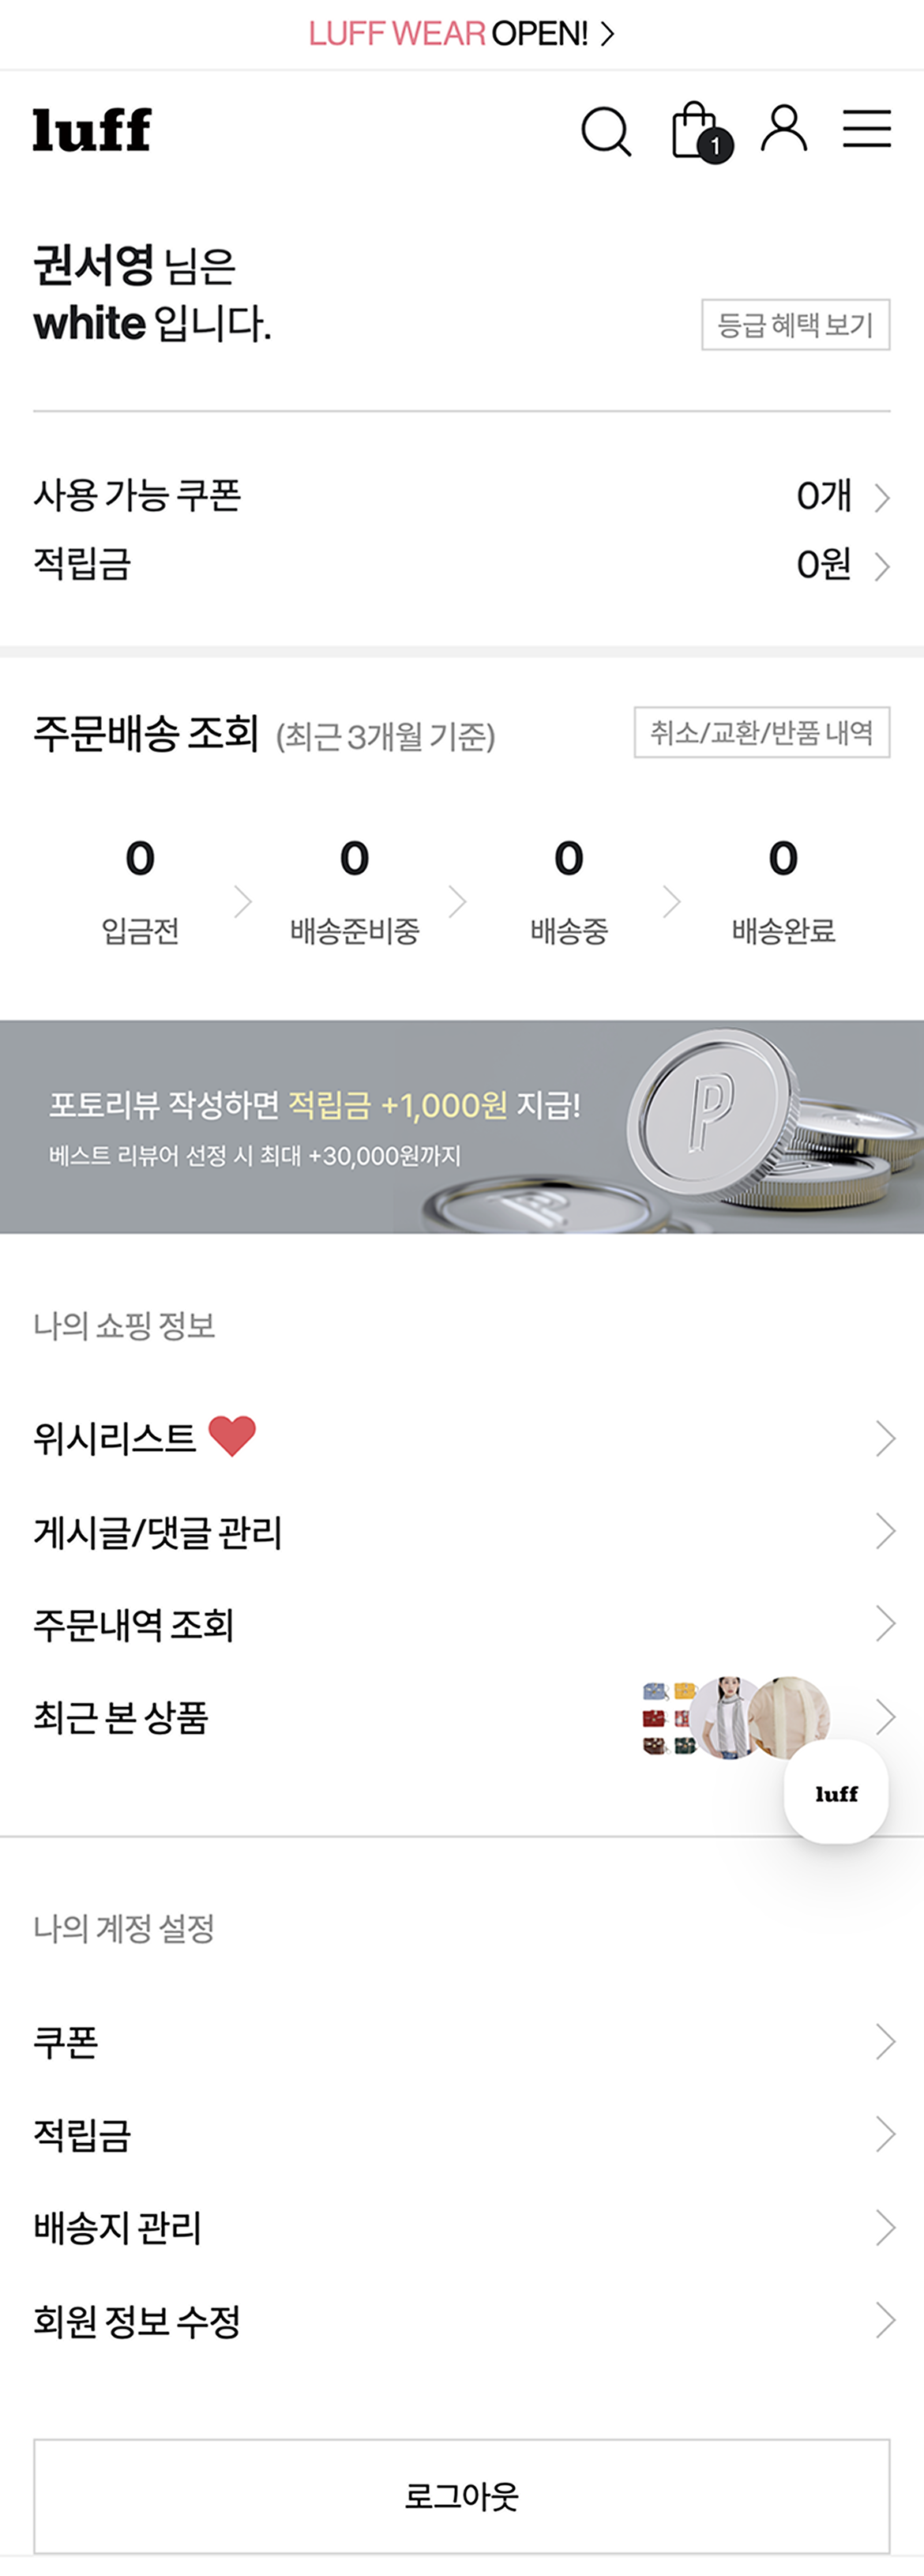 LUFF WEAR OPEN!
luff
1
권서영 님은
white 입니다.
등급 혜택 보기
사용 가능 쿠폰 0개
적립금 0원
주문배송 조회 (최근 3개월 기준) 취소/교환/반품 내역
0 0 0 0
입금전 배송준비중 배송중 배송완료
포토리뷰 작성하면 적립금 +1,000원 지급!
베스트 리뷰어 선정 시 최대 +30,000원까지
P
나의 쇼핑 정보
위시리스트
게시글/댓글 관리
주문내역 조회
최근 본 상품
luff
나의 계정 설정
쿠폰
적립금
배송지 관리
회원 정보 수정
로그아웃